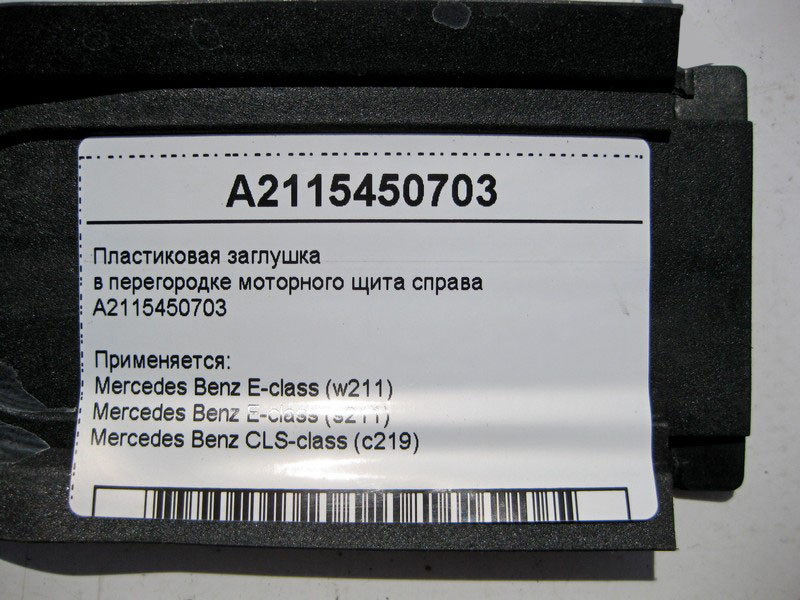 A2115450703
Пластиковая заглушка
в перегородке моторного щита справа
A2115450703
Применяется:
Mercedes Benz E-class (w211)
Mercedes Benz E-class (s211)
Mercedes Benz CLS-class (c219)